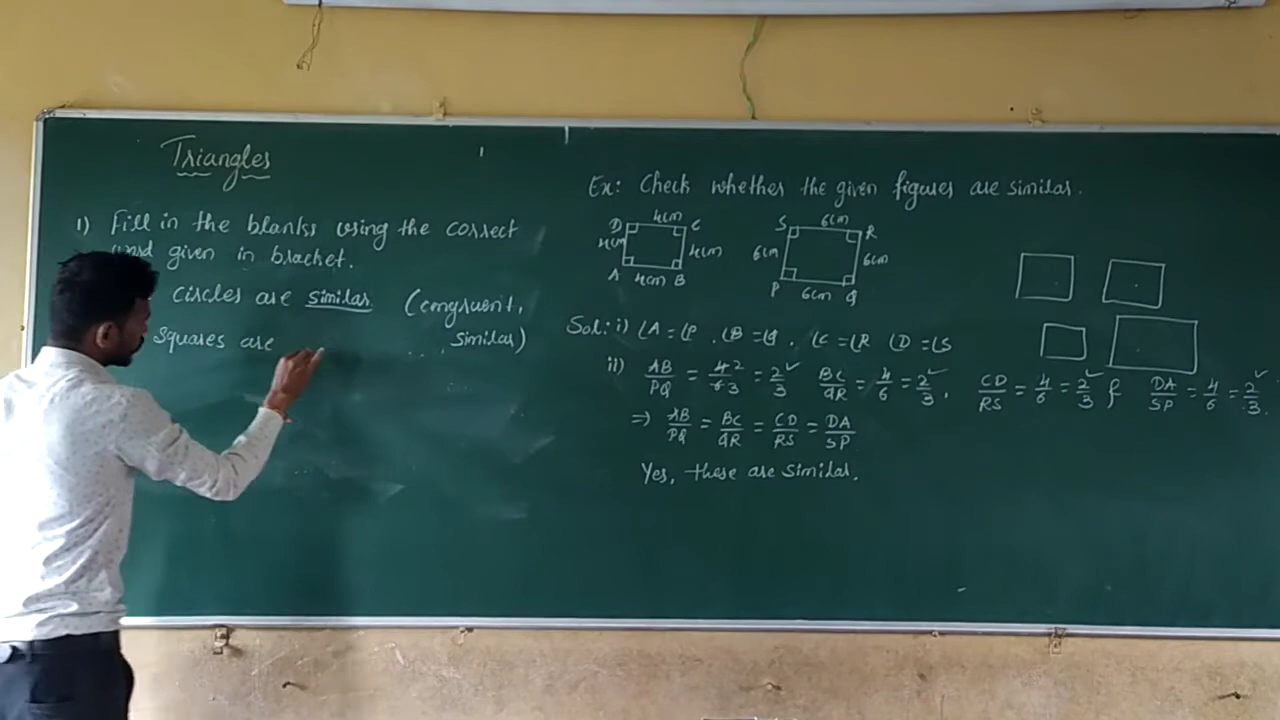 Triangles
1) Fill in the blanks using the correct
word given in bracket.
circles are similar (congruent,
squares are similar)
Ex: Check whether the given figures are similar.
D 4cm C
4cm 4cm
A 4cm B
S 6cm R
6cm 6cm
P 6cm Q
Sol: i) ∠A = ∠P , ∠B = ∠Q , ∠C = ∠R ∠D = ∠S
ii) AB/PQ = 4 2/6 3 = 2/3 ✓ BC/QR = 4/6 = 2/3 ✓, CD/RS = 4/6 = 2/3 ✓ & DA/SP = 4/6 = 2/3 ✓.
⇒ AB/PQ = BC/QR = CD/RS = DA/SP
Yes, these are similar.